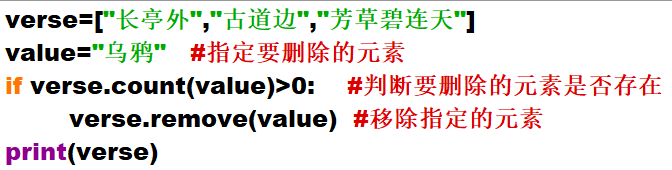 verse=["长亭外","古道边","芳草碧连天"]
value="乌鸦"  #指定要删除的元素
if verse.count(value)>0:   #判断要删除的元素是否存在
      verse.remove(value)  #移除指定的元素
print(verse)